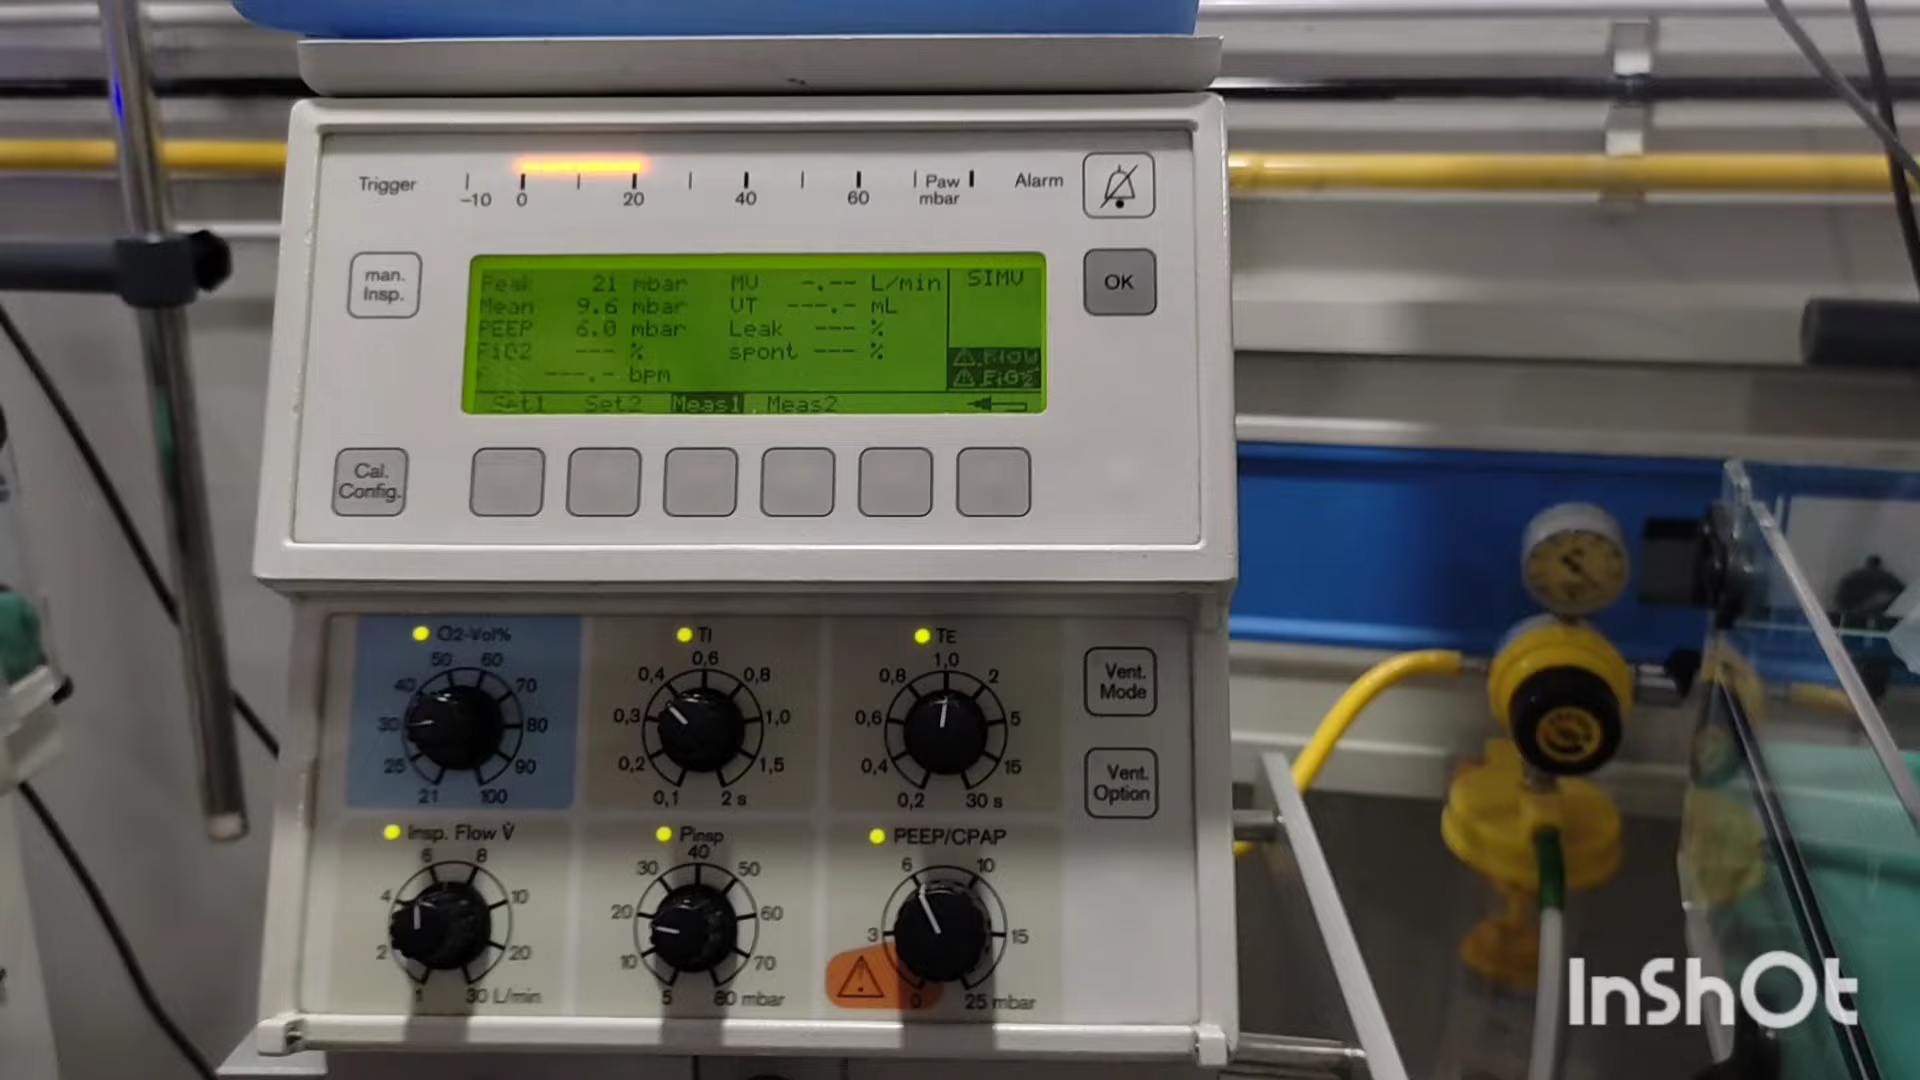 Trigger
-10 0 20 40 60 Paw mbar
Alarm
man. Insp.
Peak 21 mbar MV -.-- L/min SIMV
Mean 9.6 mbar VT ---.- mL
PEEP 6.0 mbar Leak --- %
FiO2 --- % spont --- % Flow
---.- bpm FiO2
Set1 Set2 Meas1 Meas2
OK
Cal. Config.
O2-Vol%
21 25 30 40 50 60 70 80 90 100
TI
0,1 0,2 0,3 0,4 0,6 0,8 1,0 1,5 2 s
TE
0,2 0,4 0,6 0,8 1,0 2 5 15 30 s
Vent. Mode
Vent. Option
Insp. Flow V̇
1 2 4 6 8 10 20 30 L/min
Pinsp
5 10 20 30 40 50 60 70 80 mbar
PEEP/CPAP
0 3 6 10 15 25 mbar
InShOt